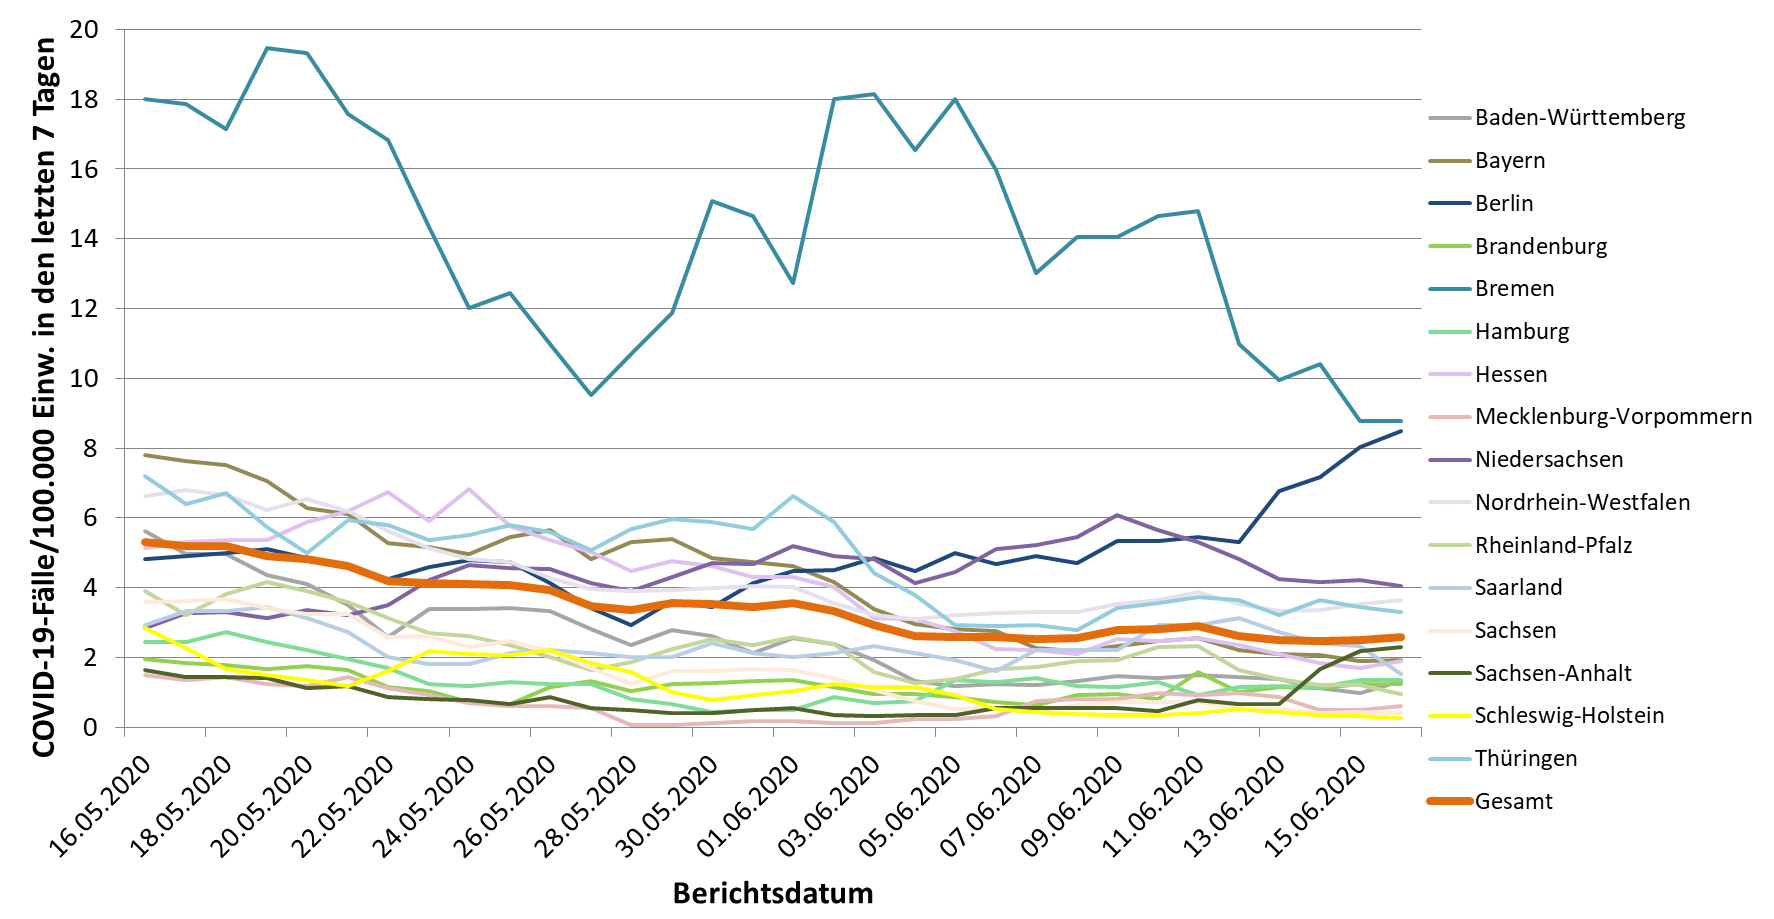 COVID-19-Fälle/100.000 Einw. in den letzten 7 Tagen
20
18
16
14
12
10
8
6
4
2
0
16.05.2020
18.05.2020
20.05.2020
22.05.2020
24.05.2020
26.05.2020
28.05.2020
30.05.2020
01.06.2020
03.06.2020
05.06.2020
07.06.2020
09.06.2020
11.06.2020
13.06.2020
15.06.2020
Berichtsdatum
Baden-Württemberg
Bayern
Berlin
Brandenburg
Bremen
Hamburg
Hessen
Mecklenburg-Vorpommern
Niedersachsen
Nordrhein-Westfalen
Rheinland-Pfalz
Saarland
Sachsen
Sachsen-Anhalt
Schleswig-Holstein
Thüringen
Gesamt